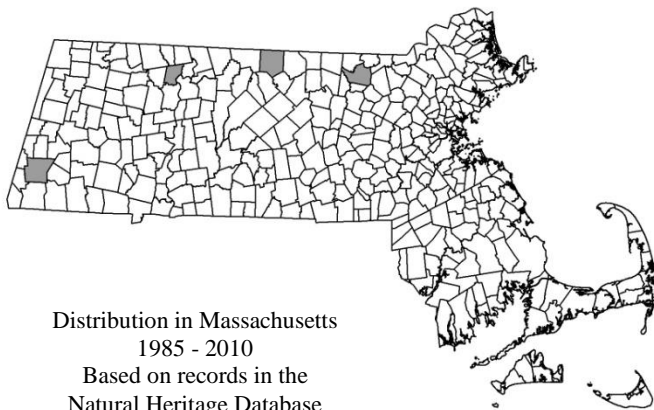 Distribution in Massachusetts
1985 - 2010
Based on records in the
Natural Heritage Database